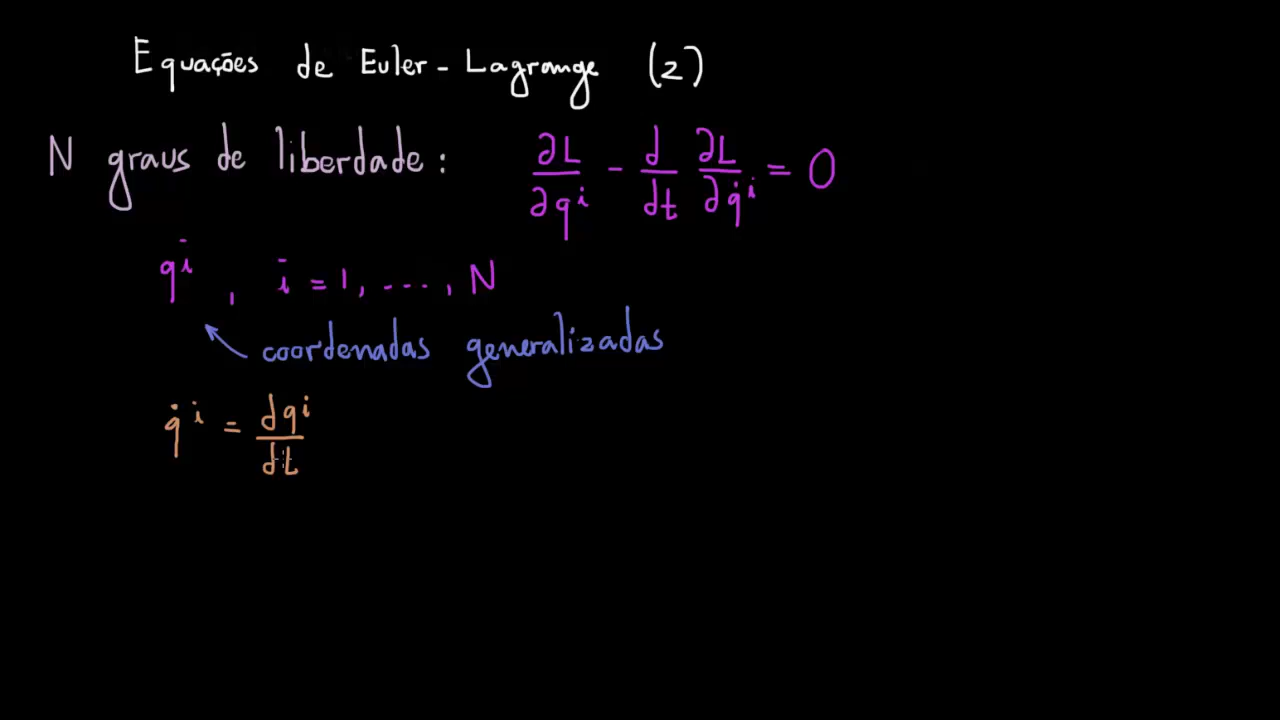 Equações de Euler - Lagrange (2)
N graus de liberdade: ∂L/∂qⁱ - d/dt ∂L/∂q̇ⁱ = 0
qⁱ, i = 1, ...., N
coordenadas generalizadas
q̇ⁱ = dqⁱ/dt